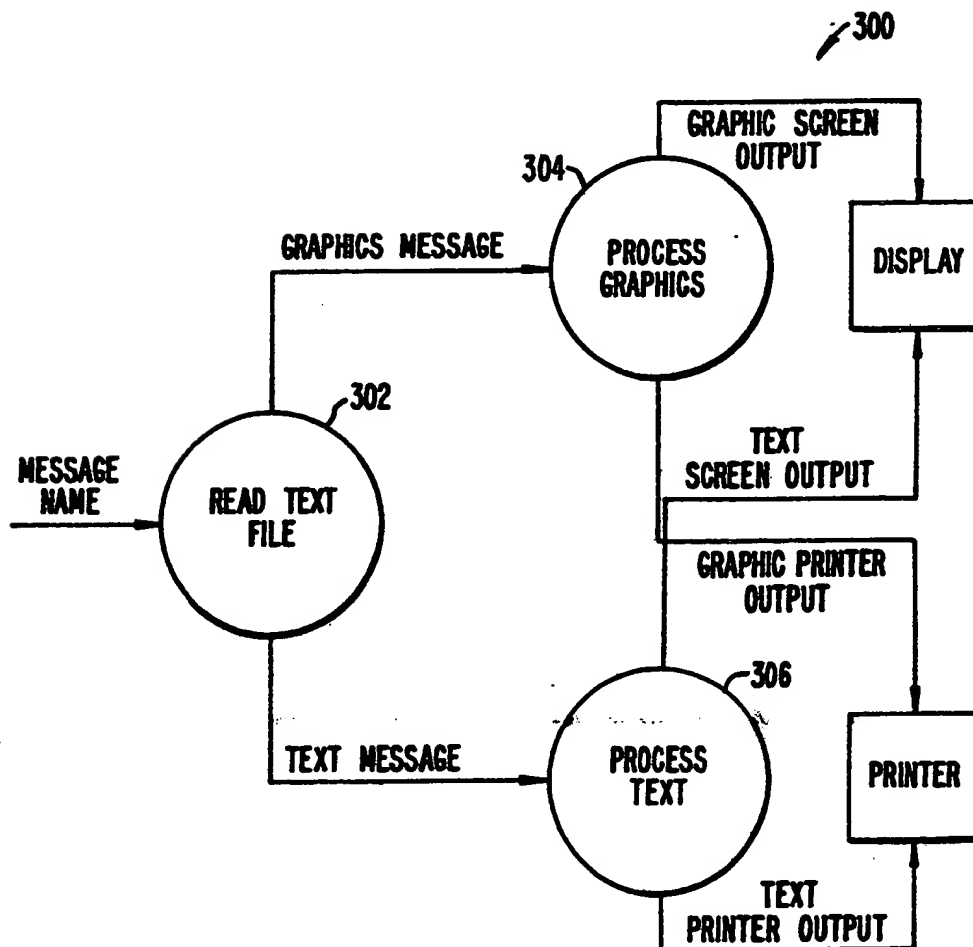 300
GRAPHIC SCREEN
OUTPUT
304
GRAPHICS MESSAGE
PROCESS
GRAPHICS
DISPLAY
302
MESSAGE
NAME
READ TEXT
FILE
TEXT
SCREEN OUTPUT
GRAPHIC PRINTER
OUTPUT
306
TEXT MESSAGE
PROCESS
TEXT
PRINTER
TEXT
PRINTER OUTPUT